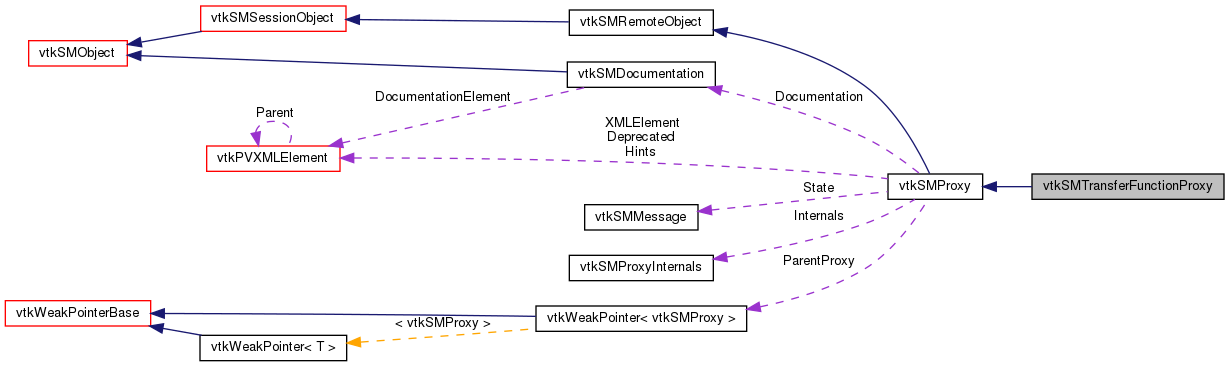 vtkSMSessionObject
vtkSMRemoteObject
vtkSMObject
vtkSMDocumentation
DocumentationElement
Documentation
Parent
XMLElement
Deprecated
Hints
vtkPVXMLElement
vtkSMProxy
vtkSMTransferFunctionProxy
State
vtkSMMessage
Internals
vtkSMProxyInternals
ParentProxy
vtkWeakPointerBase
vtkWeakPointer< vtkSMProxy >
< vtkSMProxy >
vtkWeakPointer< T >